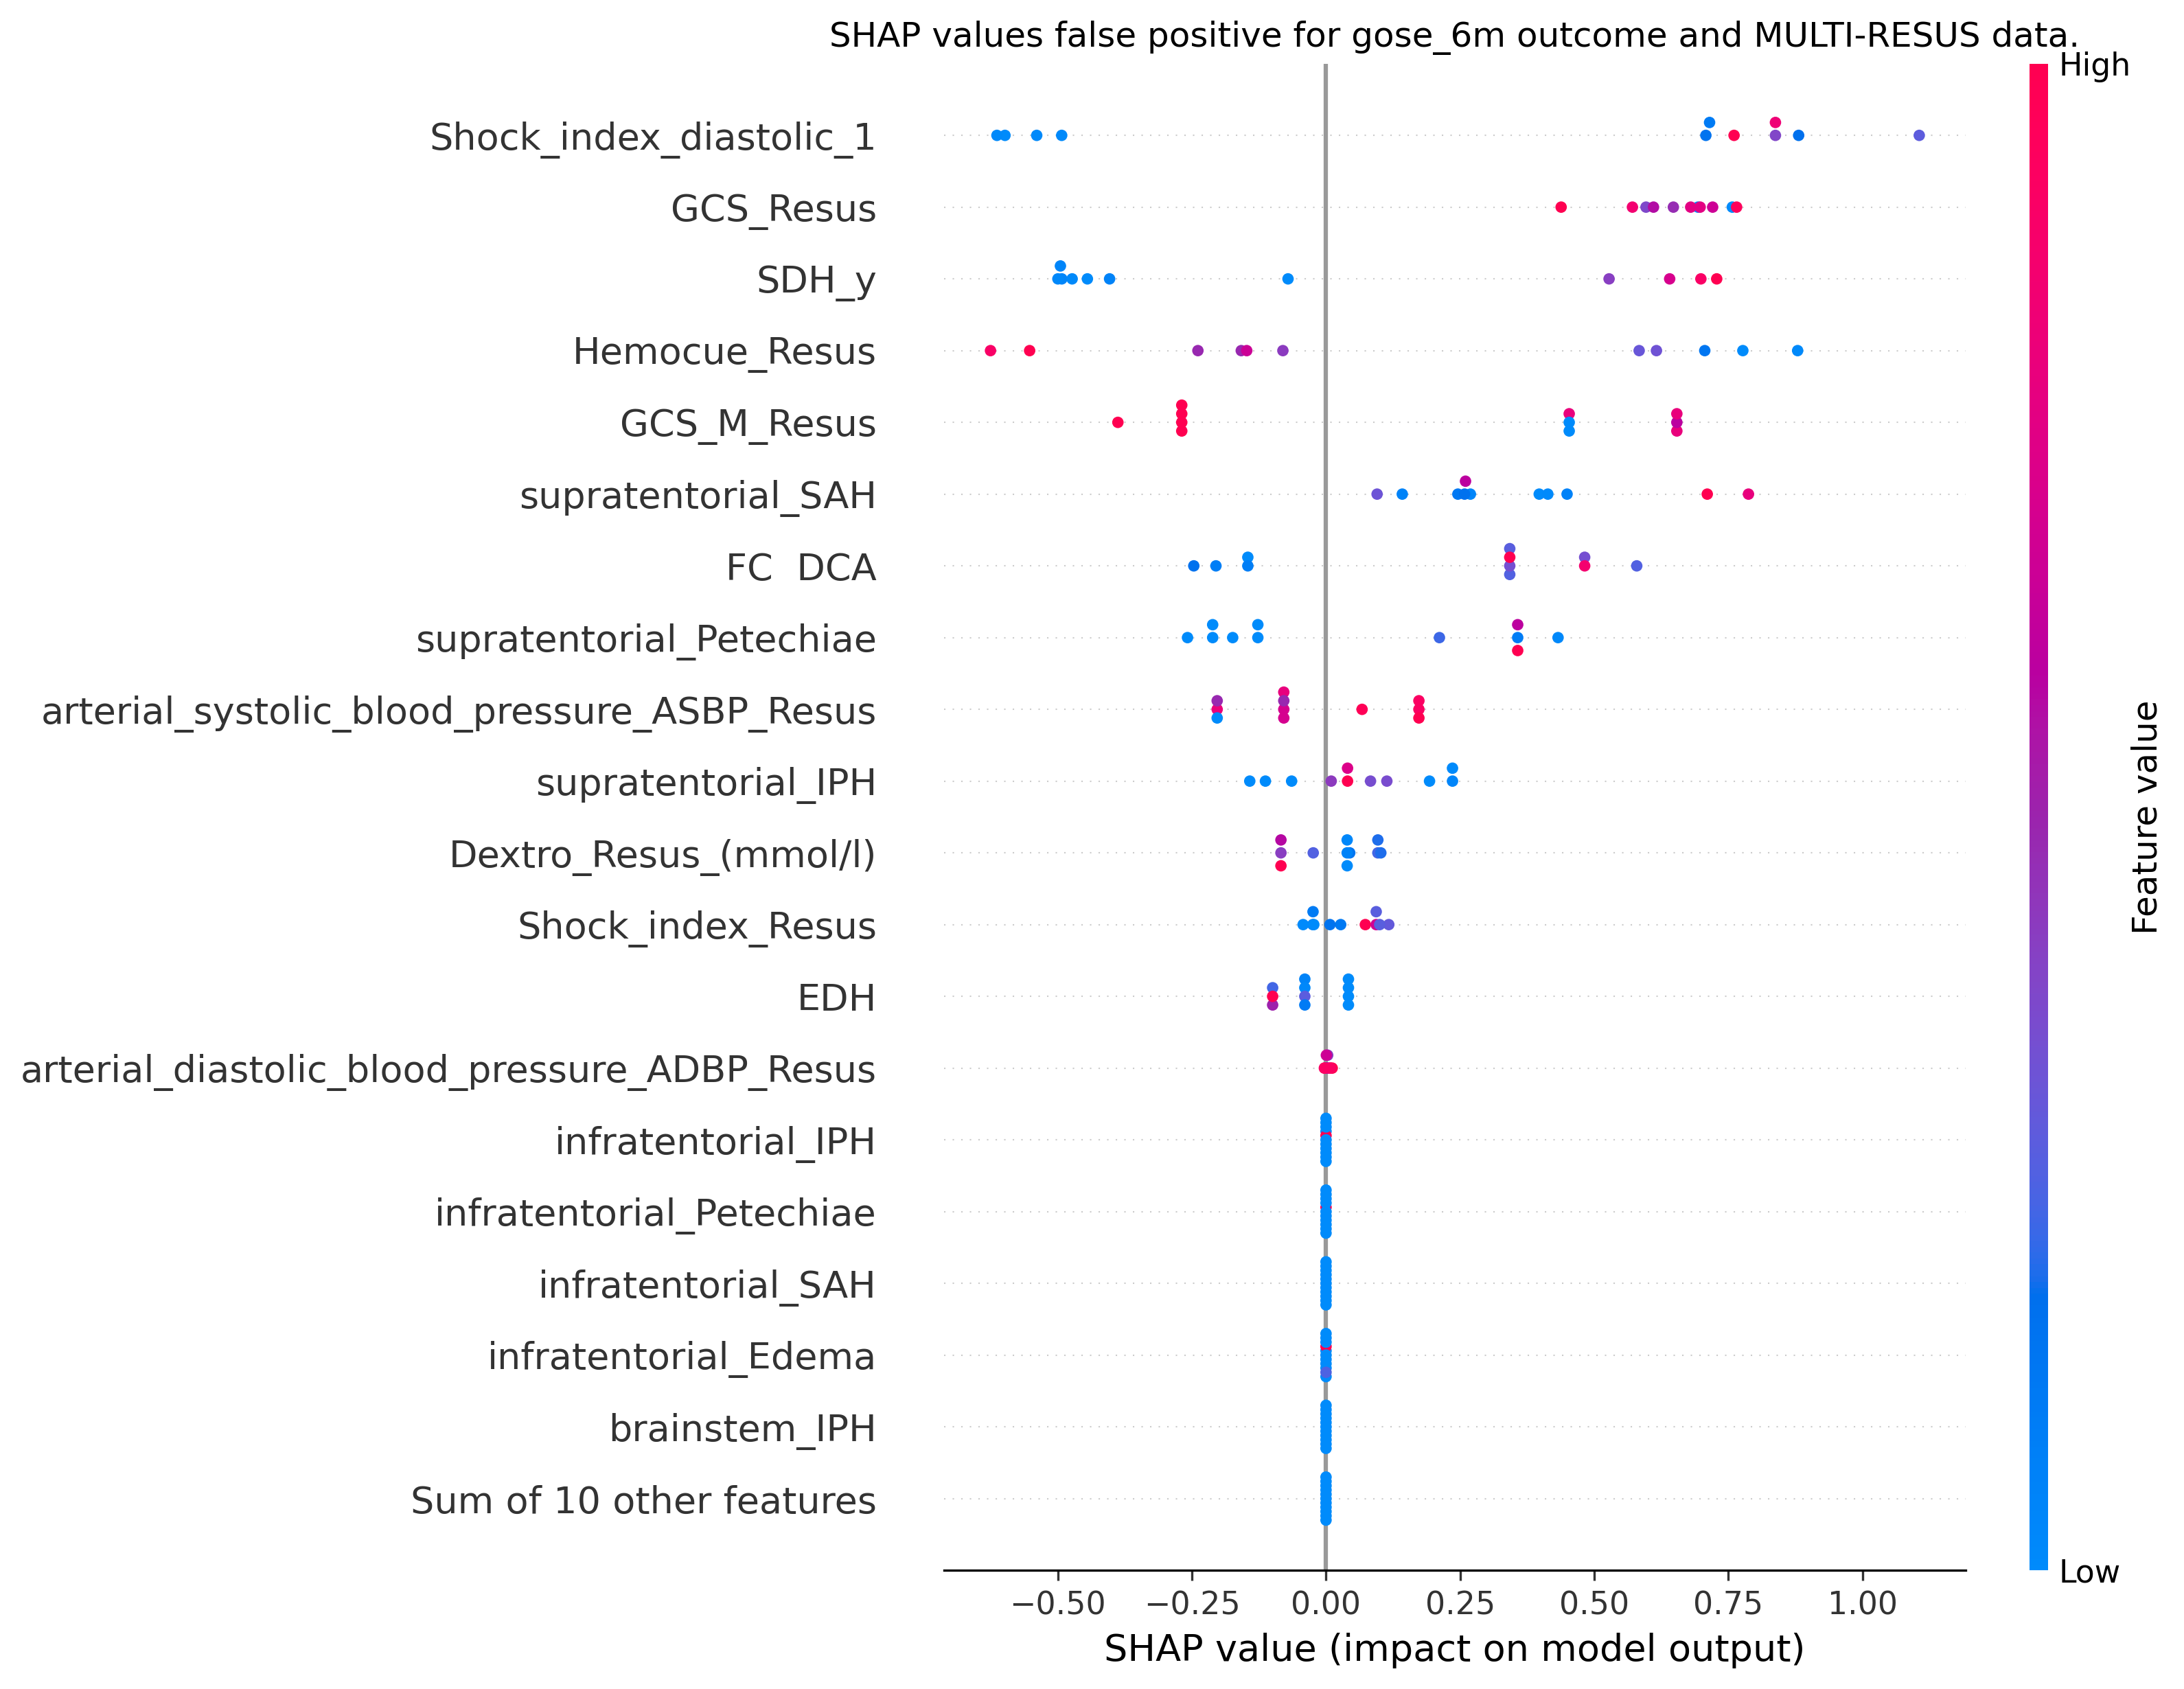 SHAP values false positive for gose_6m outcome and MULTI-RESUS data.
High
Shock_index_diastolic_1
GCS_Resus
SDH_y
Hemocue_Resus
GCS_M_Resus
supratentorial_SAH
FC  DCA
supratentorial_Petechiae
arterial_systolic_blood_pressure_ASBP_Resus
supratentorial_IPH
Dextro_Resus_(mmol/l)
Shock_index_Resus
EDH
arterial_diastolic_blood_pressure_ADBP_Resus
infratentorial_IPH
infratentorial_Petechiae
infratentorial_SAH
infratentorial_Edema
brainstem_IPH
Sum of 10 other features
Feature value
Low
−0.50 −0.25 0.00 0.25 0.50 0.75 1.00
SHAP value (impact on model output)